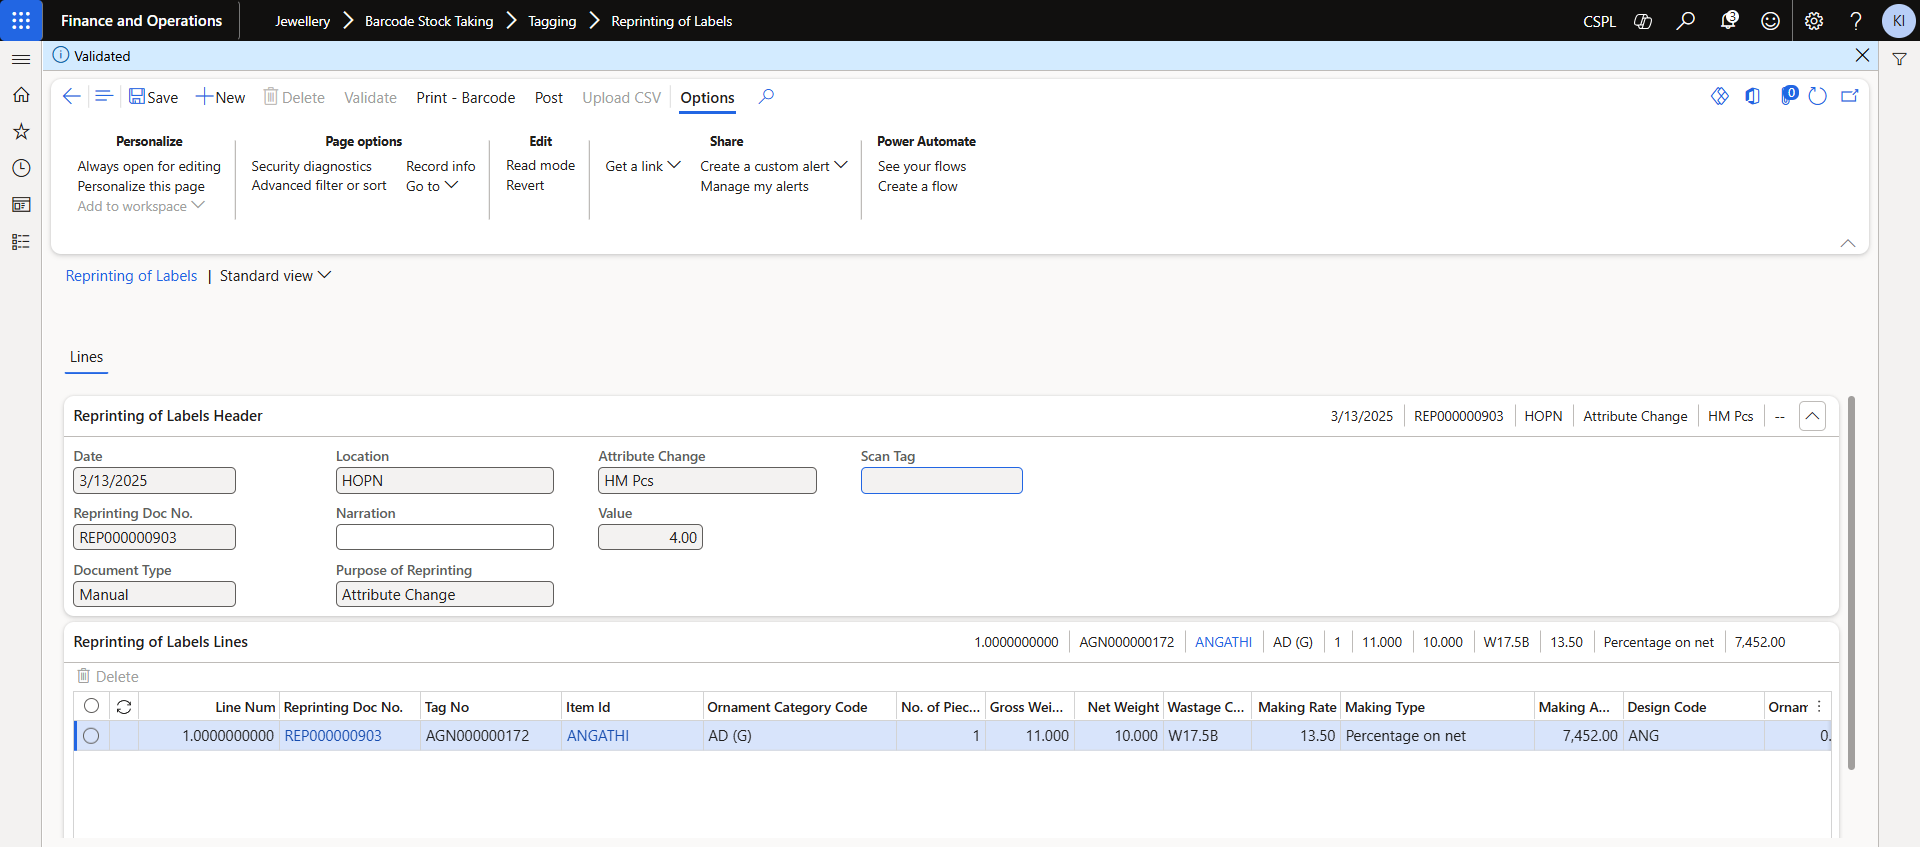 Finance and Operations
Jewellery > Barcode Stock Taking > Tagging > Reprinting of Labels
CSPL
3
?
KI
Validated
Save
New
Delete
Validate
Print - Barcode
Post
Upload CSV
Options
0
Personalize
Always open for editing
Personalize this page
Add to workspace
Page options
Security diagnostics
Advanced filter or sort
Record info
Go to
Edit
Read mode
Revert
Share
Get a link
Create a custom alert
Manage my alerts
Power Automate
See your flows
Create a flow
Reprinting of Labels | Standard view
Lines
Reprinting of Labels Header
3/13/2025 | REP000000903 | HOPN | Attribute Change | HM Pcs | --
Date
3/13/2025
Reprinting Doc No.
REP000000903
Document Type
Manual
Location
HOPN
Narration
Purpose of Reprinting
Attribute Change
Attribute Change
HM Pcs
Value
4.00
Scan Tag
Reprinting of Labels Lines
1.0000000000 | AGN000000172 | ANGATHI | AD (G) | 1 | 11.000 | 10.000 | W17.5B | 13.50 | Percentage on net | 7,452.00
Delete
Line Num Reprinting Doc No. Tag No Item Id Ornament Category Code No. of Piec... Gross Wei... Net Weight Wastage C... Making Rate Making Type Making A... Design Code Ornam
1.0000000000 REP000000903 AGN000000172 ANGATHI AD (G) 1 11.000 10.000 W17.5B 13.50 Percentage on net 7,452.00 ANG 0.